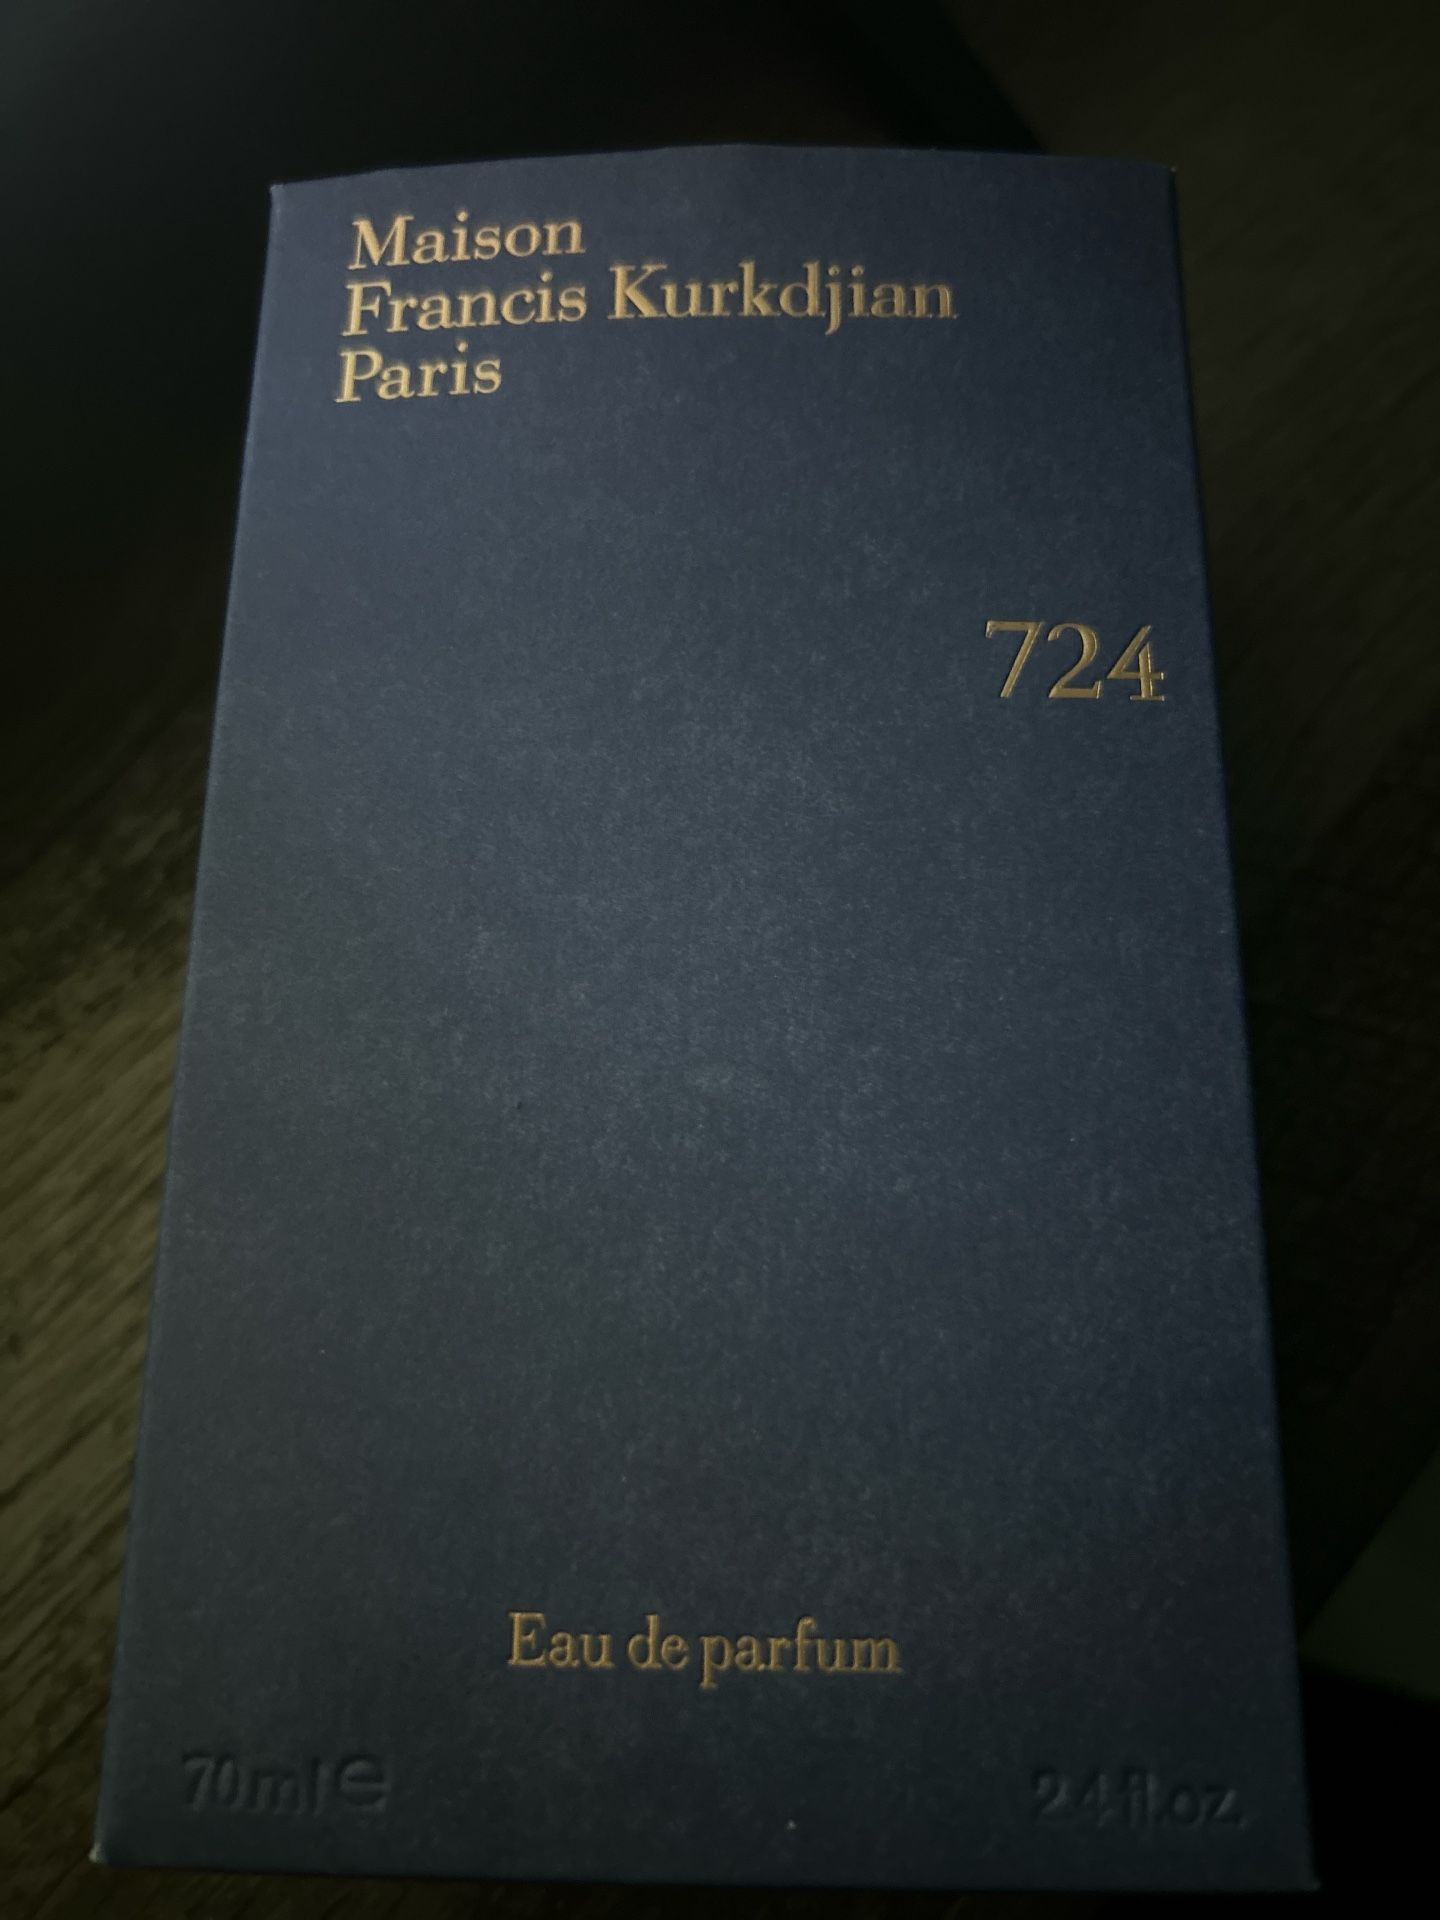 Maison
Francis Kurkdjian
Paris
724
Eau de parfum
70ml e 2.4 fl.oz.